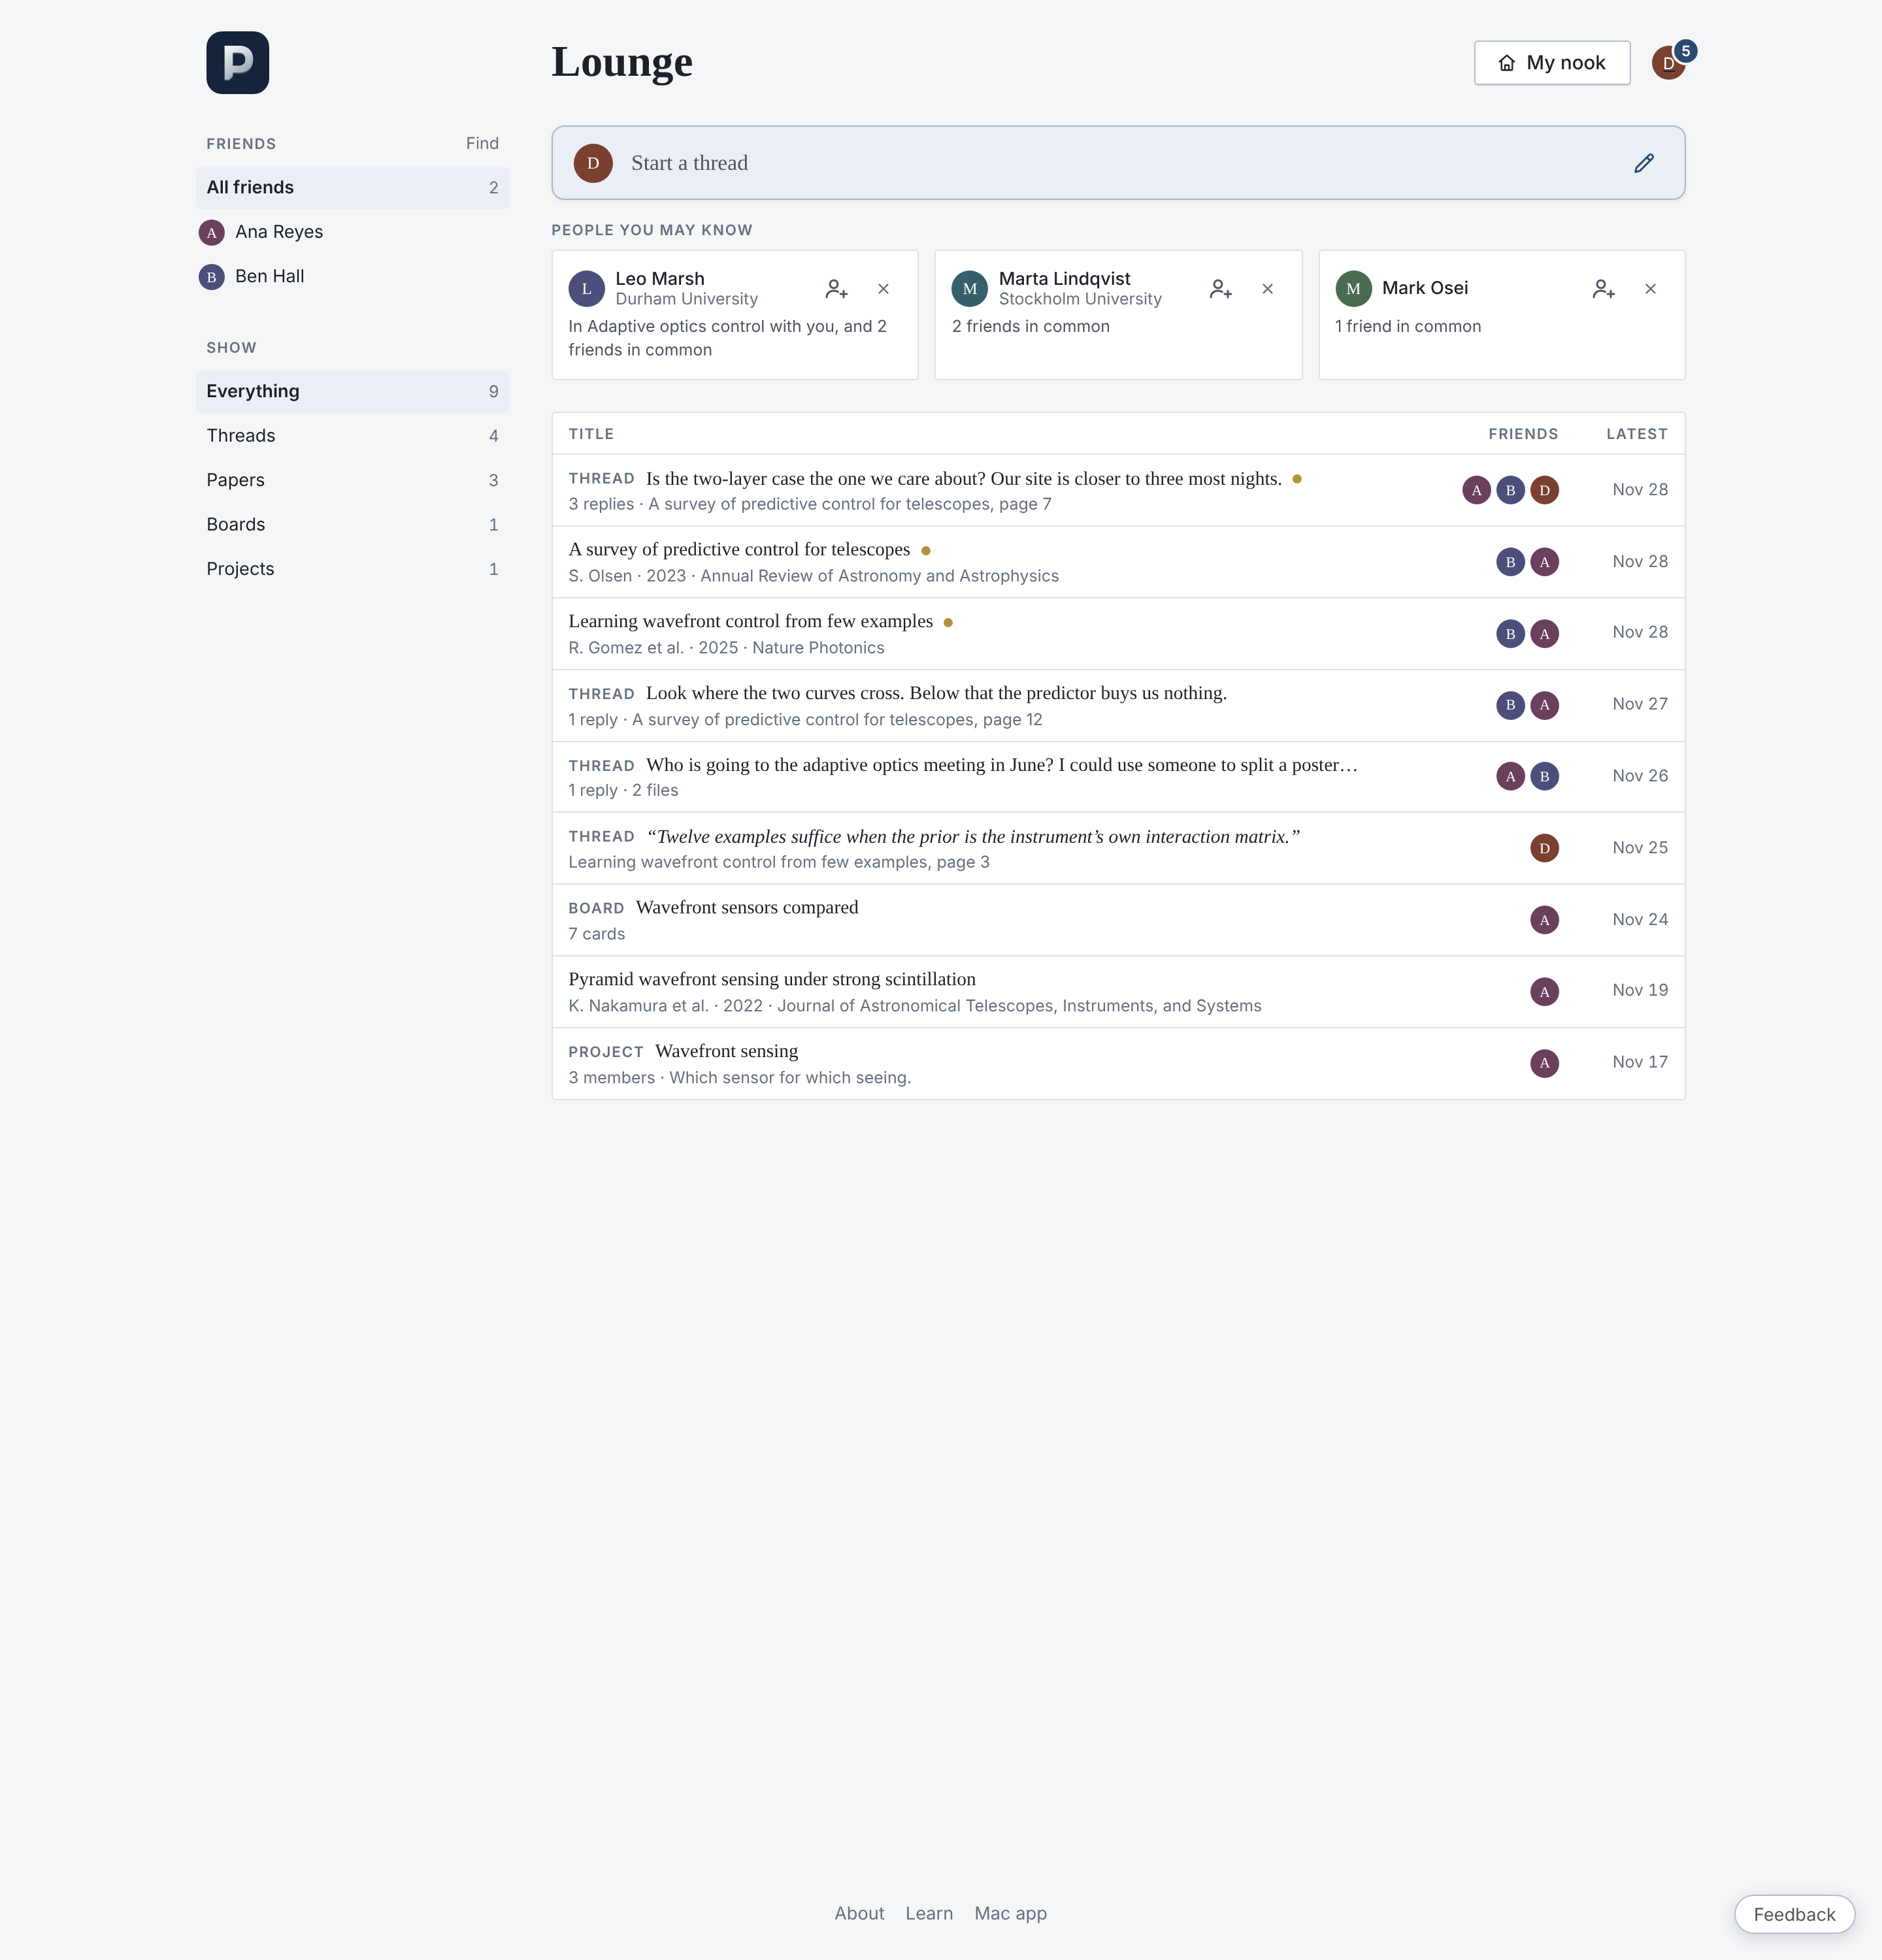 P
Lounge
My nook
D
5
FRIENDS
Find
All friends
2
A
Ana Reyes
B
Ben Hall
SHOW
Everything
9
Threads
4
Papers
3
Boards
1
Projects
1
D
Start a thread
PEOPLE YOU MAY KNOW
L
Leo Marsh
Durham University
In Adaptive optics control with you, and 2
friends in common
M
Marta Lindqvist
Stockholm University
2 friends in common
M
Mark Osei
1 friend in common
TITLE FRIENDS LATEST
THREAD Is the two-layer case the one we care about? Our site is closer to three most nights.
3 replies · A survey of predictive control for telescopes, page 7
A B D Nov 28
A survey of predictive control for telescopes
S. Olsen · 2023 · Annual Review of Astronomy and Astrophysics
B A Nov 28
Learning wavefront control from few examples
R. Gomez et al. · 2025 · Nature Photonics
B A Nov 28
THREAD Look where the two curves cross. Below that the predictor buys us nothing.
1 reply · A survey of predictive control for telescopes, page 12
B A Nov 27
THREAD Who is going to the adaptive optics meeting in June? I could use someone to split a poster…
1 reply · 2 files
A B Nov 26
THREAD “Twelve examples suffice when the prior is the instrument’s own interaction matrix.”
Learning wavefront control from few examples, page 3
D Nov 25
BOARD Wavefront sensors compared
7 cards
A Nov 24
Pyramid wavefront sensing under strong scintillation
K. Nakamura et al. · 2022 · Journal of Astronomical Telescopes, Instruments, and Systems
A Nov 19
PROJECT Wavefront sensing
3 members · Which sensor for which seeing.
A Nov 17
About Learn Mac app
Feedback